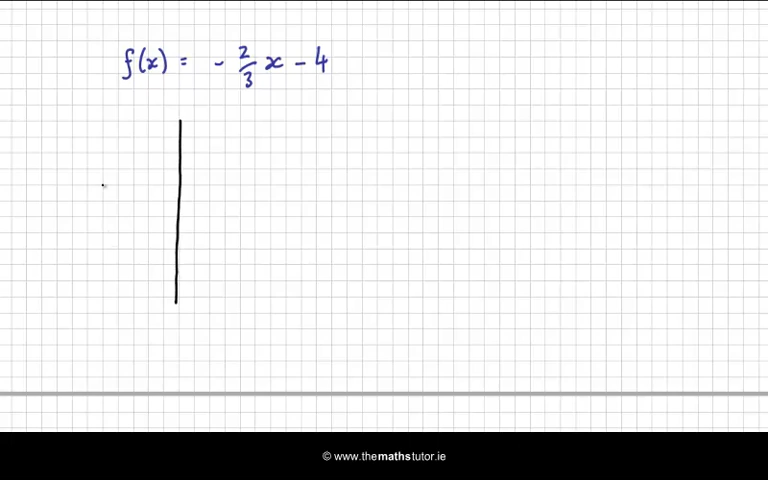 f(x) = - 2/3 x - 4
© www.themathstutor.ie